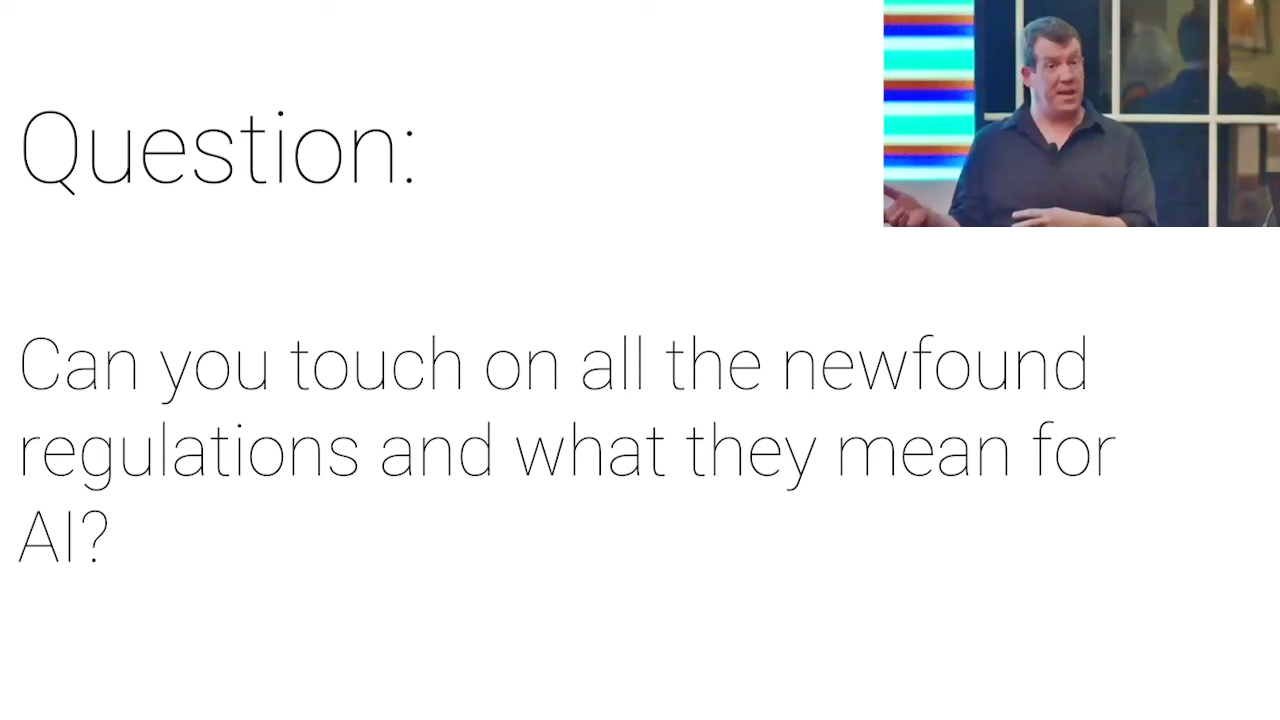 Question:
Can you touch on all the newfound
regulations and what they mean for
AI?